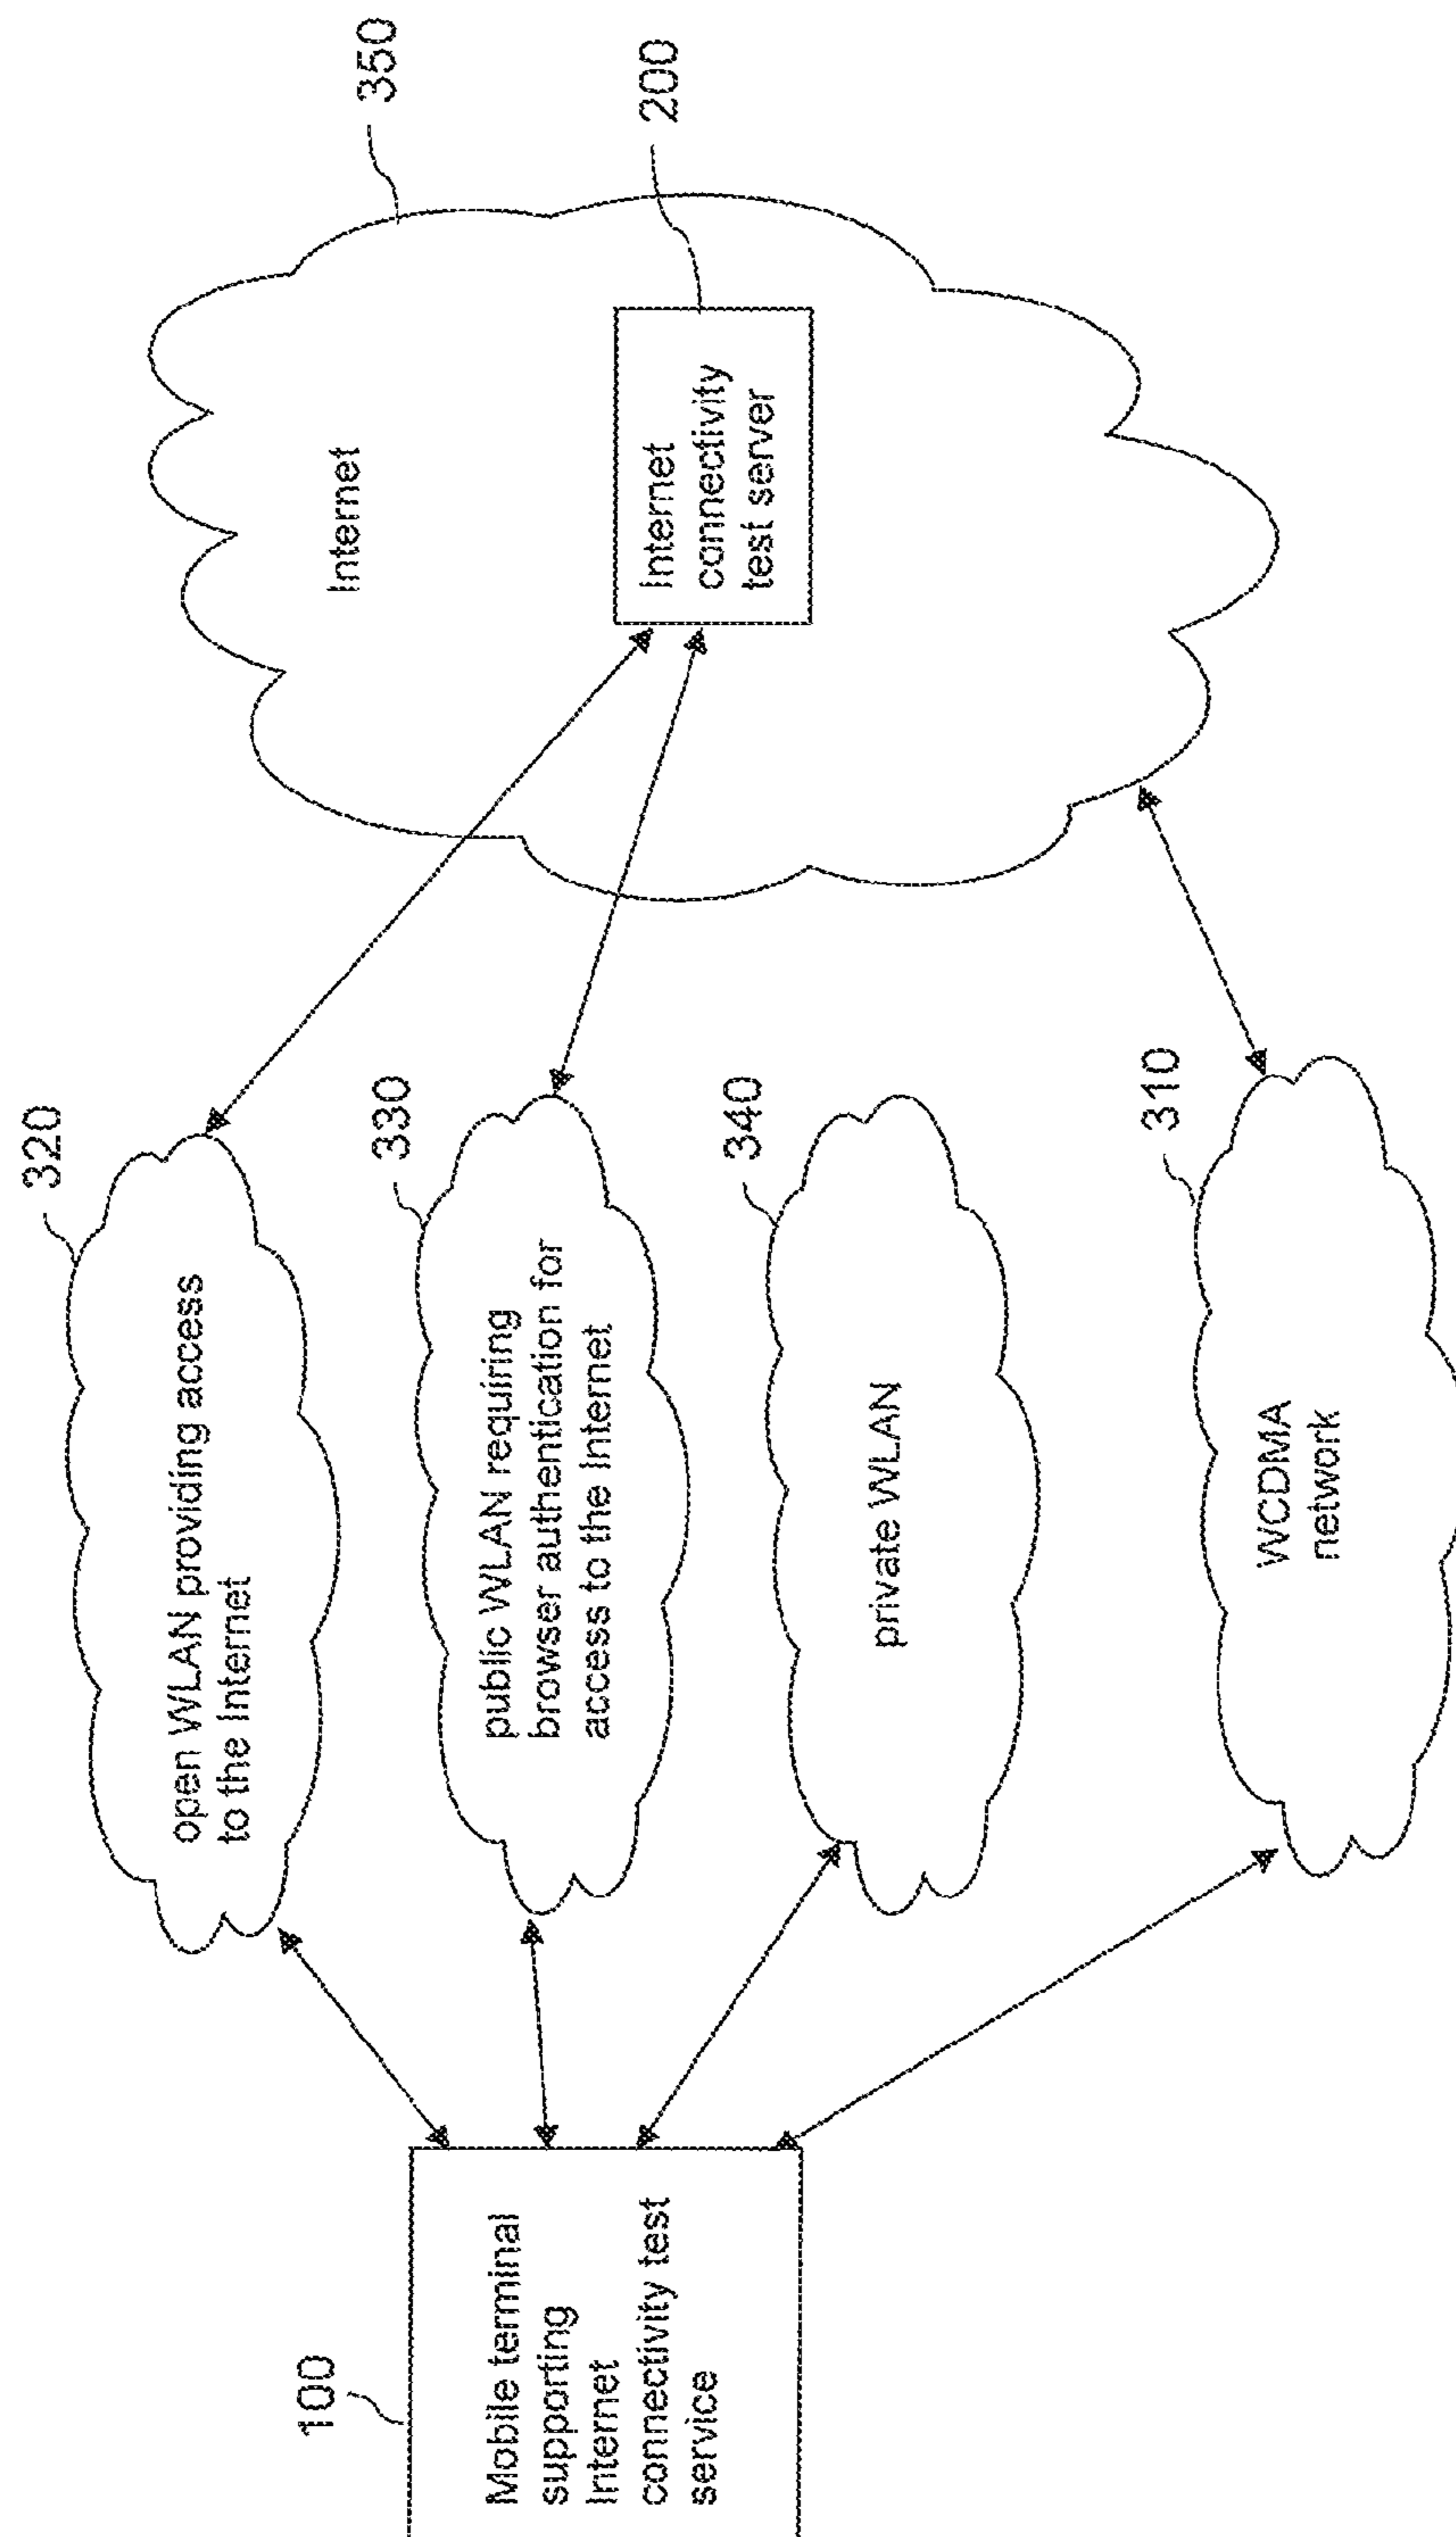 100
Mobile terminal
supporting
Internet
connectivity test
service
320
open WLAN providing access
to the Internet
330
public WLAN requiring
browser authentication for
access to the Internet
340
private WLAN
310
WCDMA
network
350
Internet
200
Internet
connectivity
test server